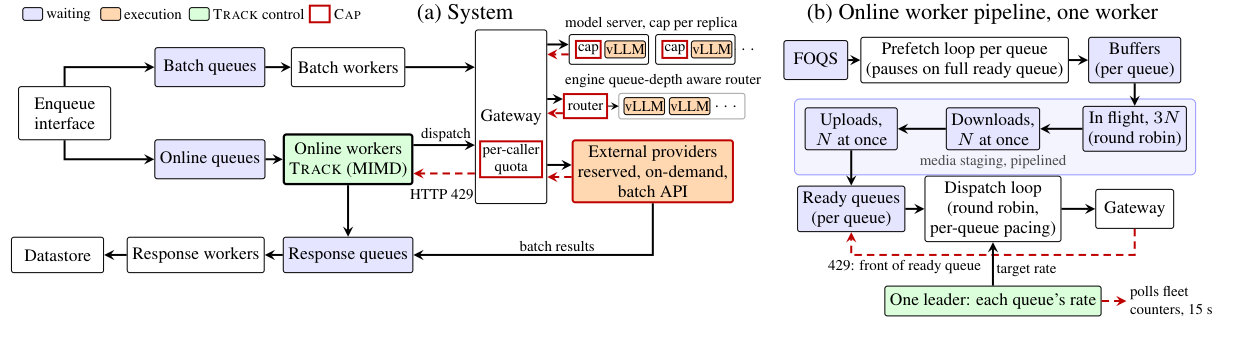 waiting
execution
TRACK control
CAP
(a) System
Enqueue
interface
Batch queues
Batch workers
Online queues
Online workers
TRACK (MIMD)
dispatch
HTTP 429
Gateway
per-caller
quota
model server, cap per replica
cap
vLLM
cap
vLLM
· ·
engine queue-depth aware router
router
vLLM
vLLM
· · ·
External providers
reserved, on-demand,
batch API
batch results
Response queues
Response workers
Datastore
(b) Online worker pipeline, one worker
FOQS
Prefetch loop per queue
(pauses on full ready queue)
Buffers
(per queue)
In flight, 3N
(round robin)
Downloads,
N at once
Uploads,
N at once
media staging, pipelined
Ready queues
(per queue)
Dispatch loop
(round robin,
per-queue pacing)
Gateway
429: front of ready queue
target rate
One leader: each queue's rate
polls fleet
counters, 15 s